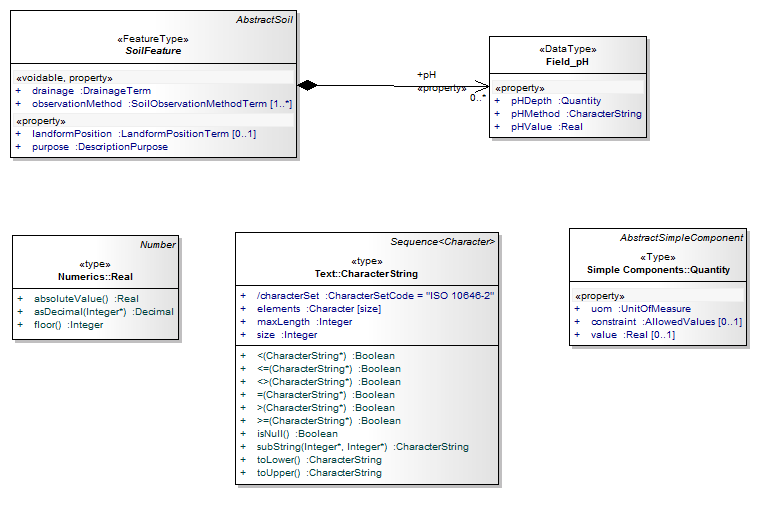 AbstractSoil
«FeatureType»
SoilFeature
«voidable, property»
+ drainage :DrainageTerm
+ observationMethod :SoilObservationMethodTerm [1..*]
«property»
+ landformPosition :LandformPositionTerm [0..1]
+ purpose :DescriptionPurpose
+pH
«property»
0..*
«DataType»
Field_pH
«property»
+ pHDepth :Quantity
+ pHMethod :CharacterString
+ pHValue :Real
Number
«type»
Numerics::Real
+ absoluteValue() :Real
+ asDecimal(Integer*) :Decimal
+ floor() :Integer
Sequence<Character>
«type»
Text::CharacterString
+ /characterSet :CharacterSetCode = "ISO 10646-2"
+ elements :Character [size]
+ maxLength :Integer
+ size :Integer
+ <(CharacterString*) :Boolean
+ <=(CharacterString*) :Boolean
+ <>(CharacterString*) :Boolean
+ =(CharacterString*) :Boolean
+ >(CharacterString*) :Boolean
+ >=(CharacterString*) :Boolean
+ isNull() :Boolean
+ subString(Integer*, Integer*) :CharacterString
+ toLower() :CharacterString
+ toUpper() :CharacterString
AbstractSimpleComponent
«Type»
Simple Components::Quantity
«property»
+ uom :UnitOfMeasure
+ constraint :AllowedValues [0..1]
+ value :Real [0..1]